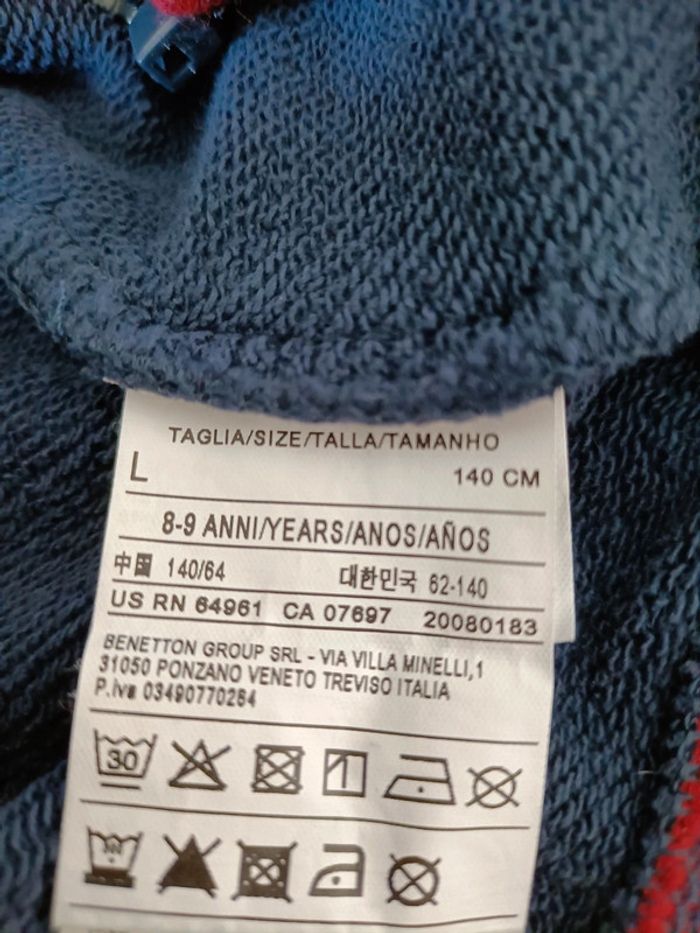 TAGLIA/SIZE/TALLA/TAMANHO
L 140 CM
8-9 ANNI/YEARS/ANOS/AÑOS
中国 140/64 대한민국 62-140
US RN 64961 CA 07697 20080183
BENETTON GROUP SRL - VIA VILLA MINELLI,1
31050 PONZANO VENETO TREVISO ITALIA
P.iva 03490770264
30